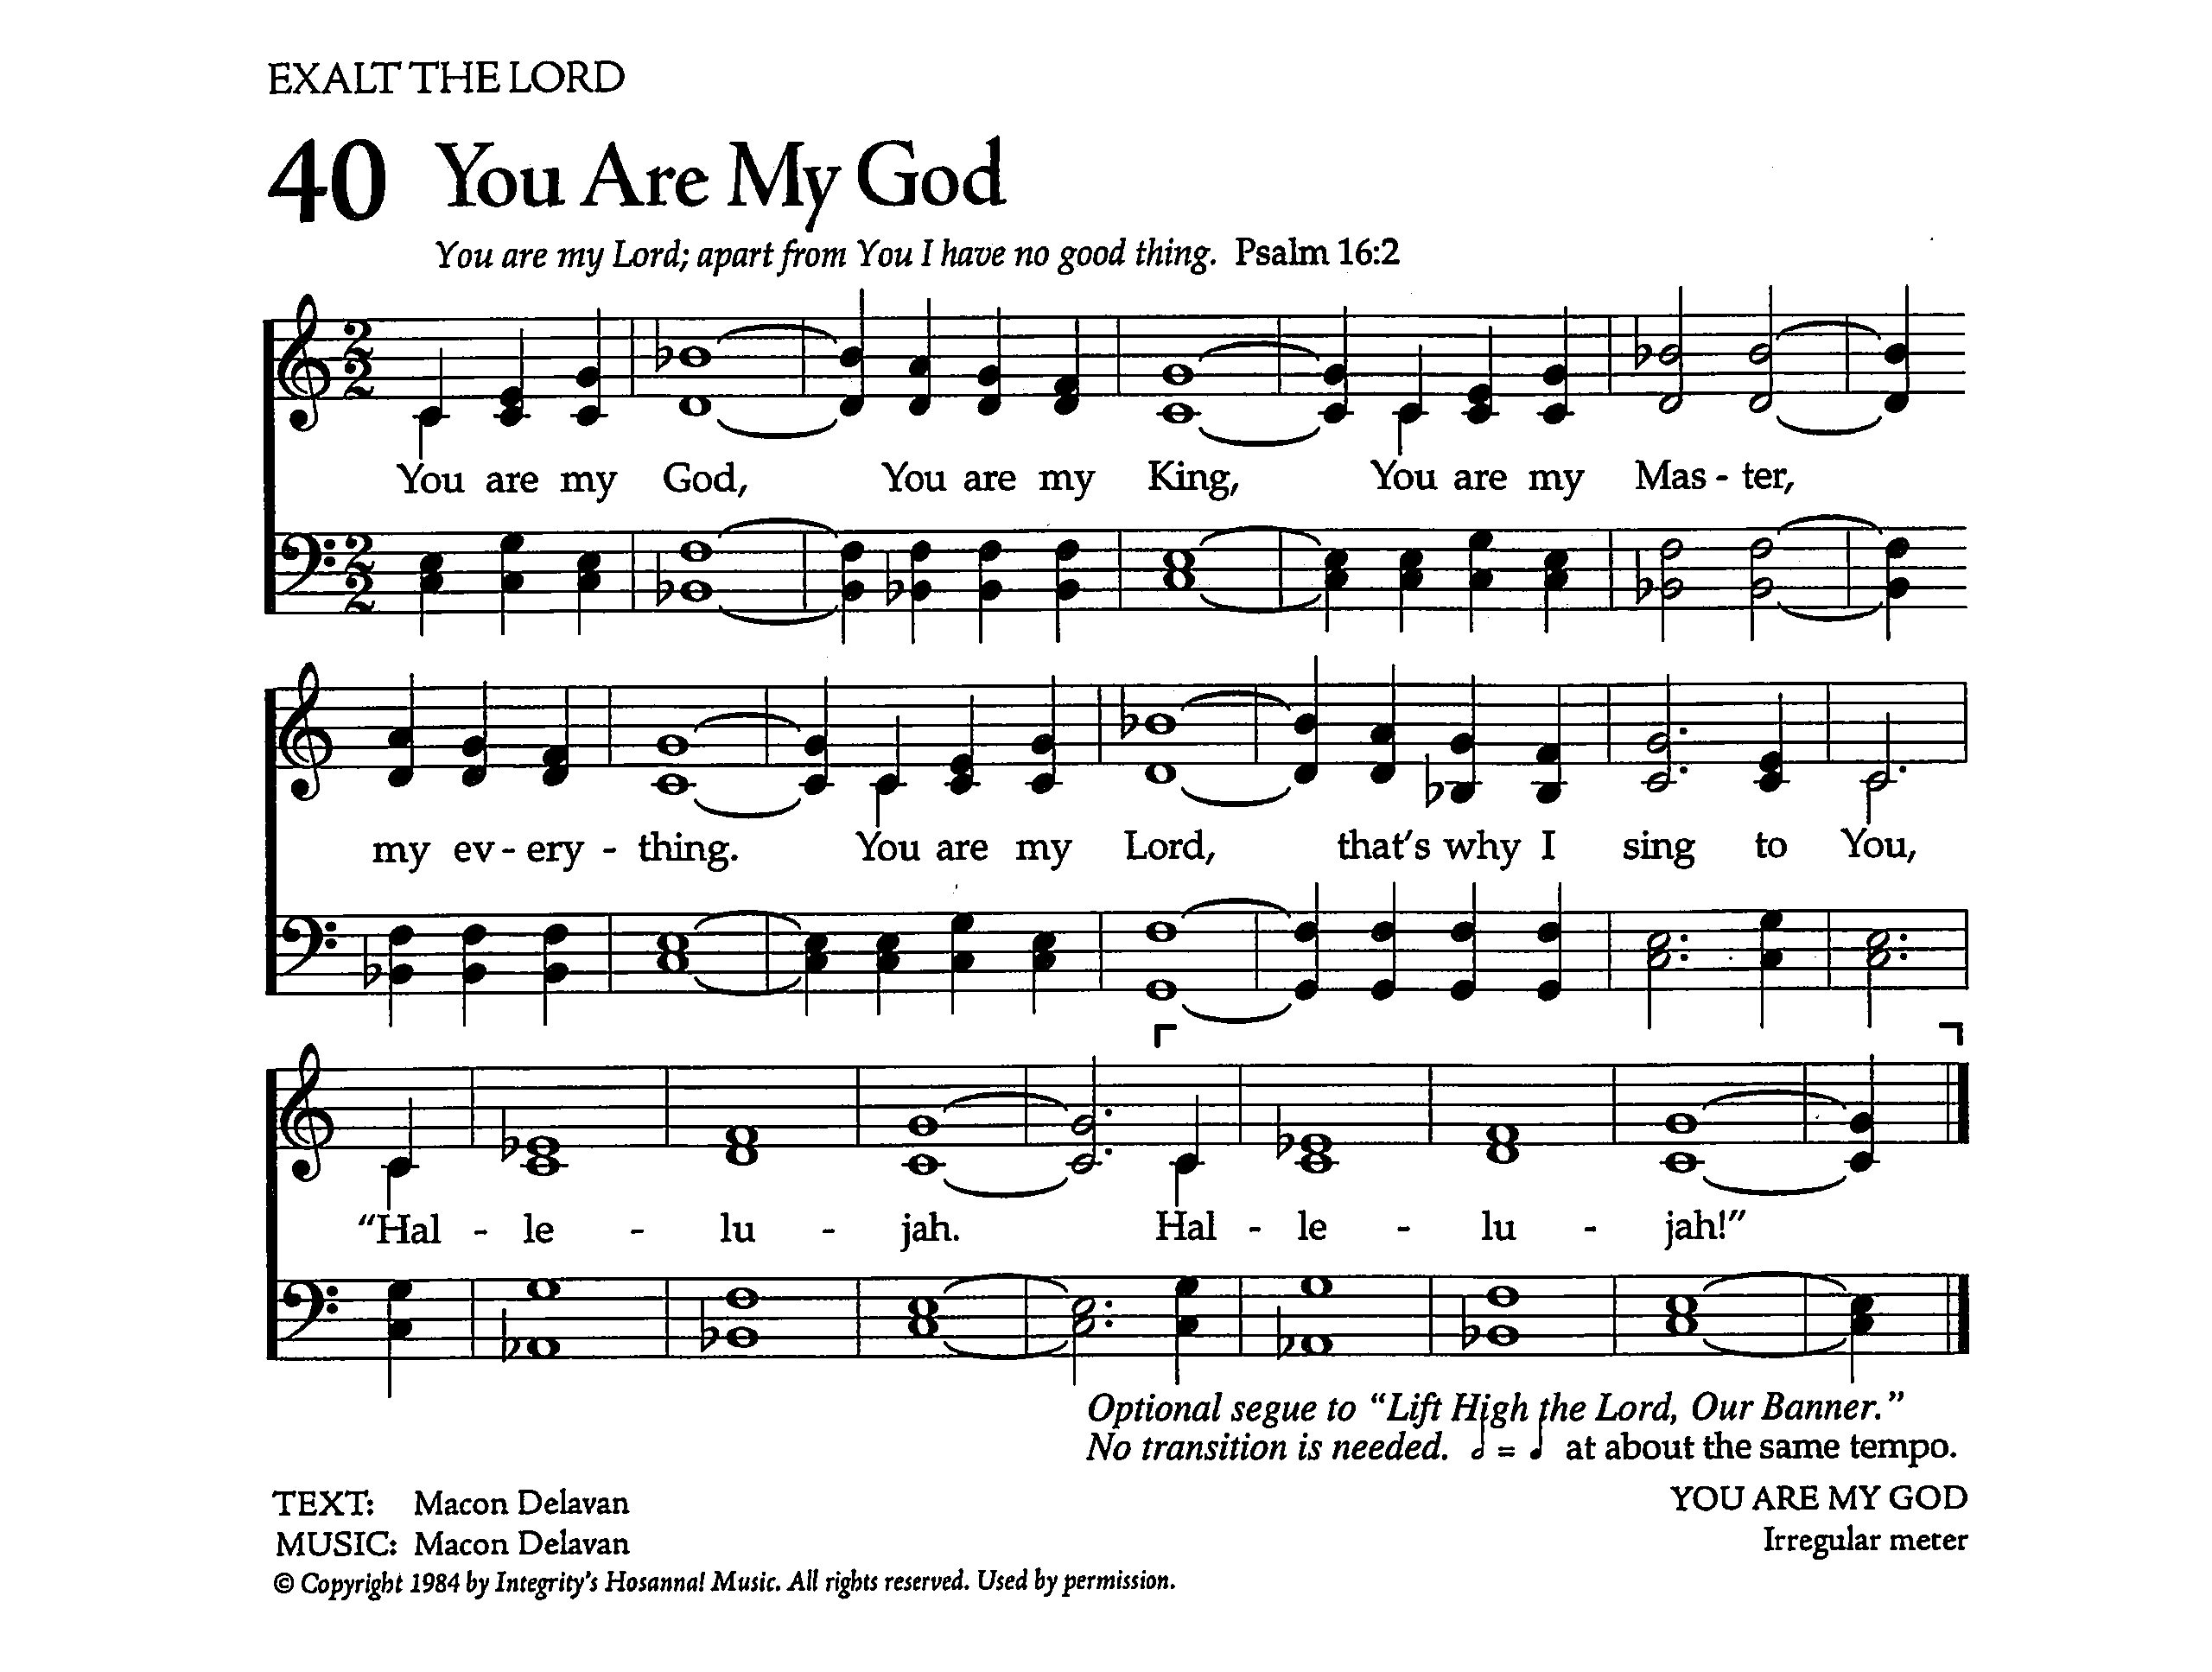 EXALT THE LORD
40 You Are My God
You are my Lord; apart from You I have no good thing. Psalm 16:2
You are my God, You are my King, You are my Mas - ter,
my ev - ery - thing. You are my Lord, that's why I sing to You,
“Hal - le - lu - jah. Hal - le - lu - jah!”
Optional segue to “Lift High the Lord, Our Banner.”
No transition is needed. 𝅗𝅥 = ♩ at about the same tempo.
TEXT: Macon Delavan
MUSIC: Macon Delavan
© Copyright 1984 by Integrity's Hosanna! Music. All rights reserved. Used by permission.
YOU ARE MY GOD
Irregular meter